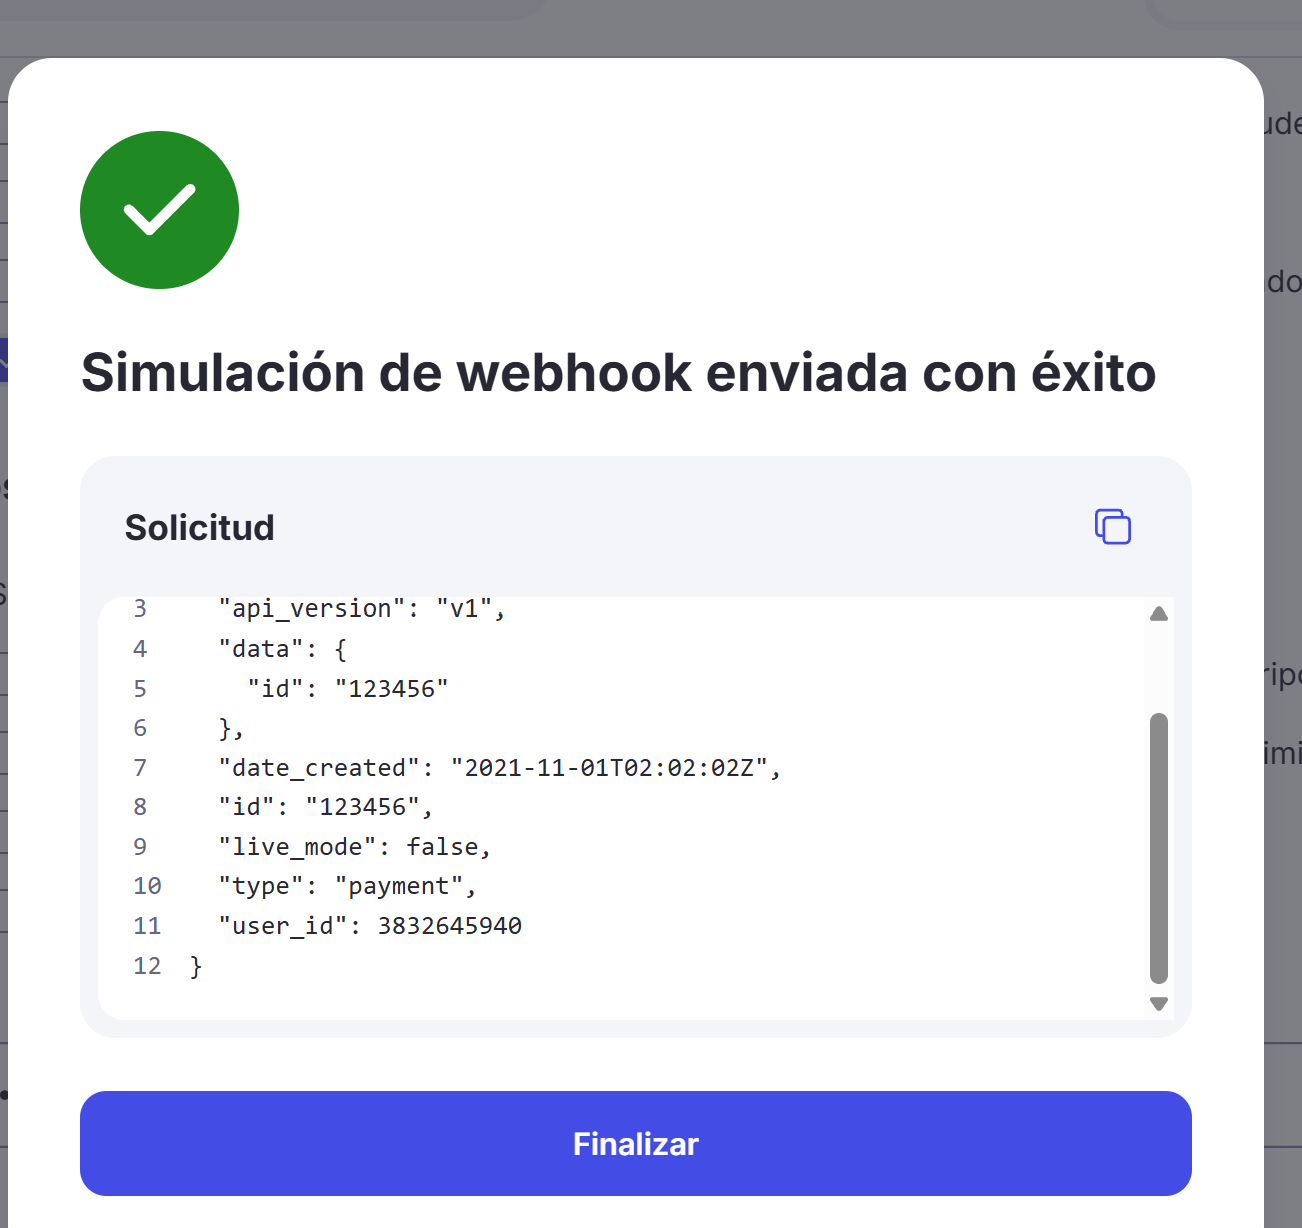 Simulación de webhook enviada con éxito
Solicitud
3 "api_version": "v1",
4 "data": {
5 "id": "123456"
6 },
7 "date_created": "2021-11-01T02:02:02Z",
8 "id": "123456",
9 "live_mode": false,
10 "type": "payment",
11 "user_id": 3832645940
12 }
Finalizar